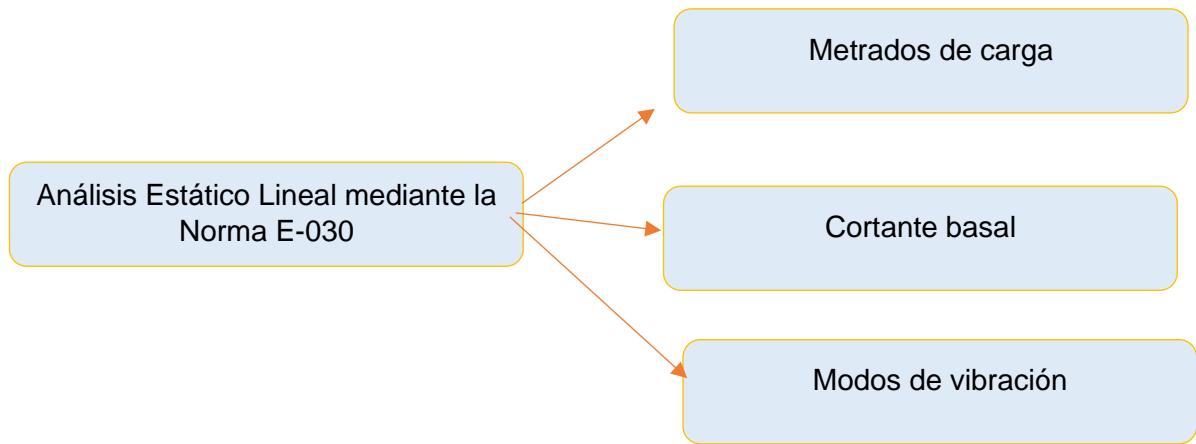 Metrados de carga
Análisis Estático Lineal mediante la
Norma E-030
Cortante basal
Modos de vibración